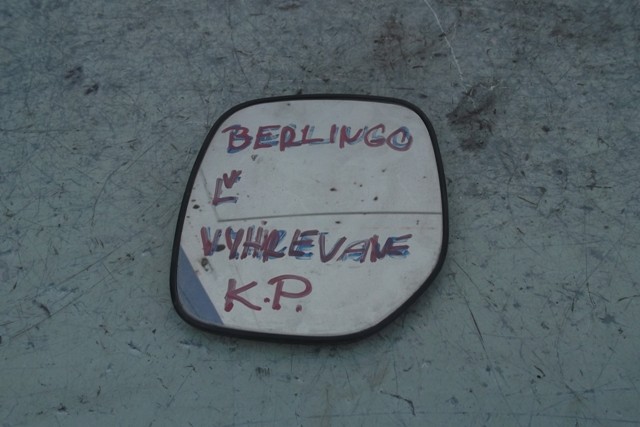 BERLINGO
L*
VYHREVANE
K.P.